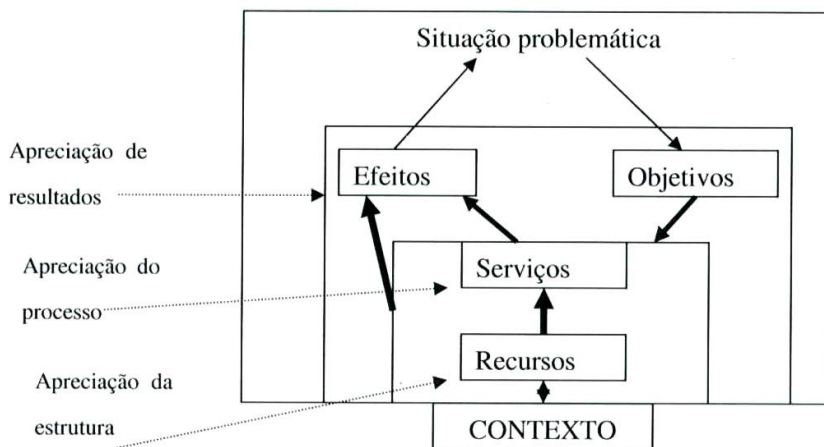 Situação problemática
Apreciação de
resultados
Efeitos
Objetivos
Apreciação do
processo
Serviços
Recursos
Apreciação da
estrutura
CONTEXTO